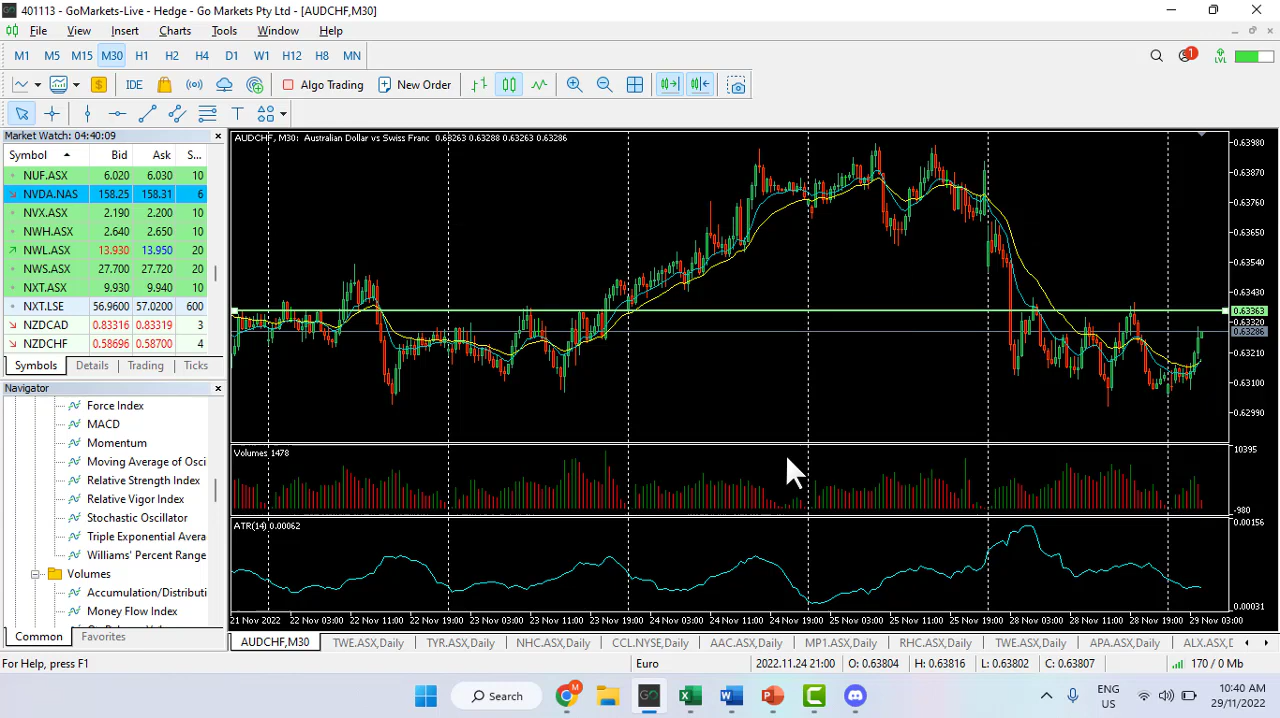 401113 - GoMarkets-Live - Hedge - Go Markets Pty Ltd - [AUDCHF,M30]
File View Insert Charts Tools Window Help
M1 M5 M15 M30 H1 H2 H4 D1 W1 H12 H8 MN
1 LVL
IDE Algo Trading New Order
Market Watch: 04:40:09
Symbol Bid Ask S...
NUF.ASX 6.020 6.030 10
NVDA.NAS 158.25 158.31 6
NVX.ASX 2.190 2.200 10
NWH.ASX 2.640 2.650 10
NWL.ASX 13.930 13.950 20
NWS.ASX 27.700 27.720 20
NXT.ASX 9.930 9.940 10
NXT.LSE 56.9600 57.0200 600
NZDCAD 0.83316 0.83319 3
NZDCHF 0.58696 0.58700 4
Symbols Details Trading Ticks
Navigator
Force Index
MACD
Momentum
Moving Average of Osci
Relative Strength Index
Relative Vigor Index
Stochastic Oscillator
Triple Exponential Avera
Williams' Percent Range
Volumes
Accumulation/Distributi
Money Flow Index
Common Favorites
AUDCHF, M30: Australian Dollar vs Swiss Franc 0.63263 0.63288 0.63263 0.63286
0.63980
0.63870
0.63760
0.63650
0.63540
0.63430
0.63363
0.63320
0.63286
0.63210
0.63100
0.62990
Volumes 1478
10395
-980
ATR(14) 0.00062
0.00156
0.00031
21 Nov 2022 22 Nov 03:00 22 Nov 11:00 22 Nov 19:00 23 Nov 03:00 23 Nov 11:00 23 Nov 19:00 24 Nov 03:00 24 Nov 11:00 24 Nov 19:00 25 Nov 03:00 25 Nov 11:00 25 Nov 19:00 28 Nov 03:00 28 Nov 11:00 28 Nov 19:00 29 Nov 03:00
AUDCHF,M30 TWE.ASX,Daily TYR.ASX,Daily NHC.ASX,Daily CCL.NYSE,Daily AAC.ASX,Daily MP1.ASX,Daily RHC.ASX,Daily TWE.ASX,Daily APA.ASX,Daily ALX.ASX,D
For Help, press F1 Euro 2022.11.24 21:00 O: 0.63804 H: 0.63816 L: 0.63802 C: 0.63807 170 / 0 Mb
Search
GO
M
ENG
US
10:40 AM
29/11/2022